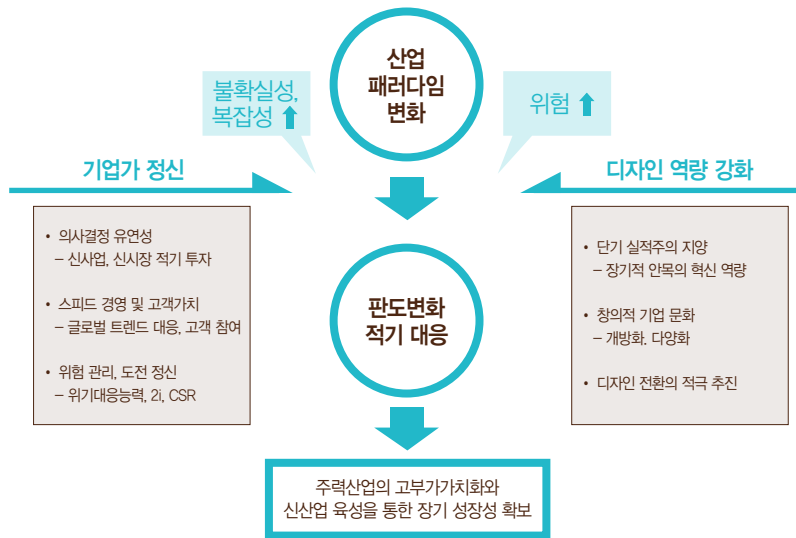 산업
패러다임
변화
불확실성,
복잡성 ⬆
위험 ⬆
기업가 정신
디자인 역량 강화
• 의사결정 유연성
– 신사업, 신시장 적기 투자
• 스피드 경영 및 고객가치
– 글로벌 트렌드 대응, 고객 참여
• 위험 관리, 도전 정신
– 위기대응능력, 2i, CSR
판도변화
적기 대응
• 단기 실적주의 지양
– 장기적 안목의 혁신 역량
• 창의적 기업 문화
– 개방화, 다양화
• 디자인 전환의 적극 추진
주력산업의 고부가가치화와
신산업 육성을 통한 장기 성장성 확보